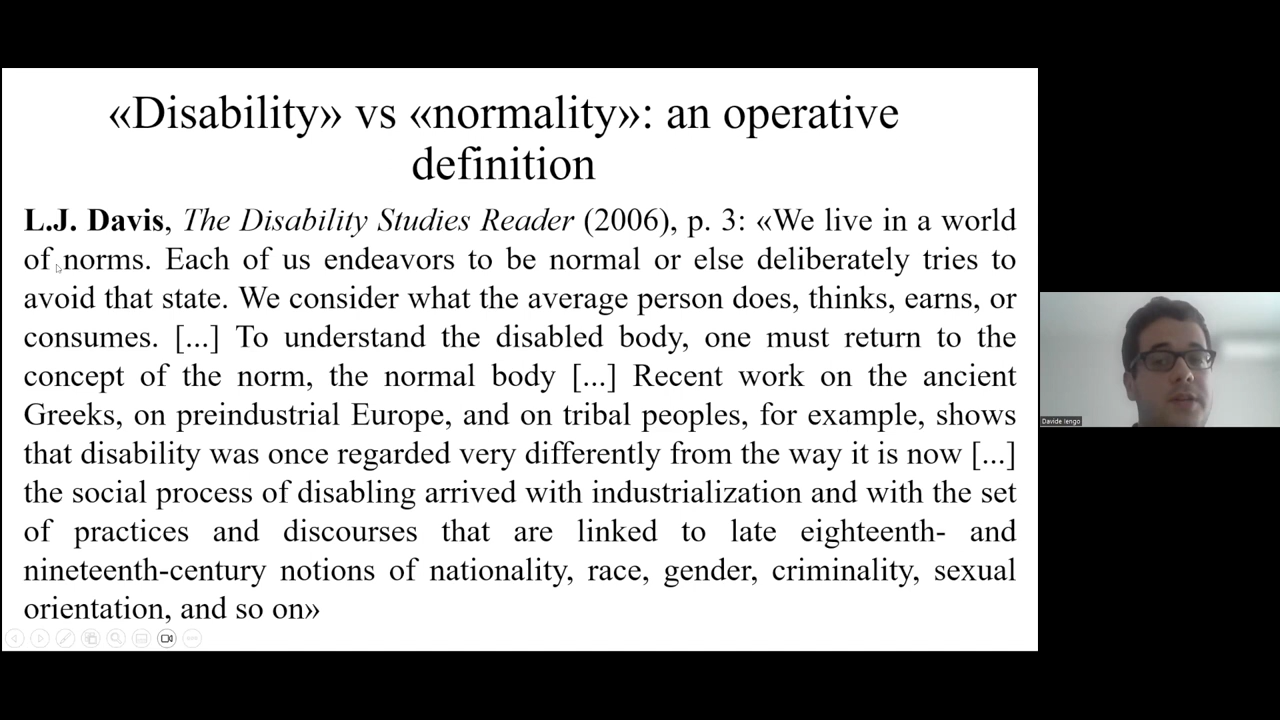 «Disability» vs «normality»: an operative
definition
L.J. Davis, The Disability Studies Reader (2006), p. 3: «We live in a world
of norms. Each of us endeavors to be normal or else deliberately tries to
avoid that state. We consider what the average person does, thinks, earns, or
consumes. [...] To understand the disabled body, one must return to the
concept of the norm, the normal body [...] Recent work on the ancient
Greeks, on preindustrial Europe, and on tribal peoples, for example, shows
that disability was once regarded very differently from the way it is now [...]
the social process of disabling arrived with industrialization and with the set
of practices and discourses that are linked to late eighteenth- and
nineteenth-century notions of nationality, race, gender, criminality, sexual
orientation, and so on»
Davide Iengo